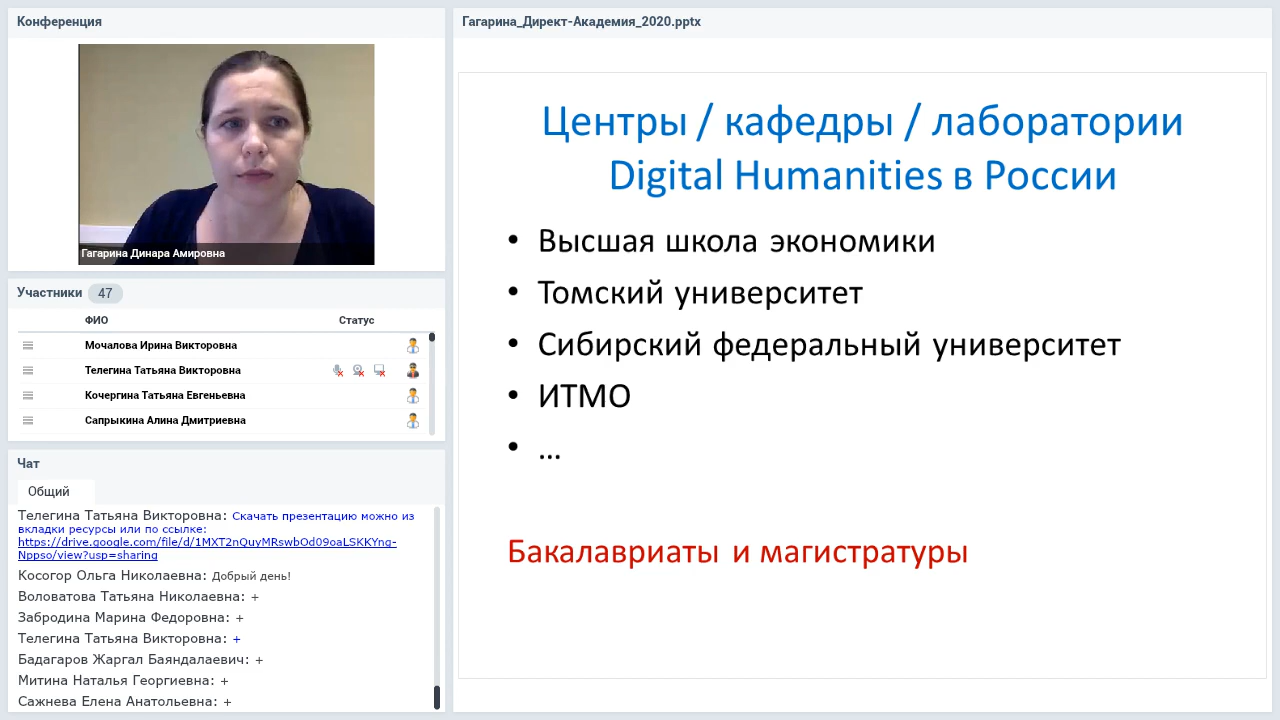 Конференция
Гагарина Динара Амировна
Участники 47
ФИО Статус
Мочалова Ирина Викторовна
Телегина Татьяна Викторовна
Кочергина Татьяна Евгеньевна
Сапрыкина Алина Дмитриевна
Чат
Общий
Телегина Татьяна Викторовна: Скачать презентацию можно из
вкладки ресурсы или по ссылке:
https://drive.google.com/file/d/1MXT2nQuyMRswbOd09oaLSKKYng-
Nppso/view?usp=sharing
Косогор Ольга Николаевна: Добрый день!
Воловатова Татьяна Николаевна: +
Забродина Марина Федоровна: +
Телегина Татьяна Викторовна: +
Бадагаров Жаргал Баяндалаевич: +
Митина Наталья Георгиевна: +
Сажнева Елена Анатольевна: +
Гагарина_Директ-Академия_2020.pptx
Центры / кафедры / лаборатории
Digital Humanities в России
• Высшая школа экономики
• Томский университет
• Сибирский федеральный университет
• ИТМО
• …
Бакалавриаты и магистратуры